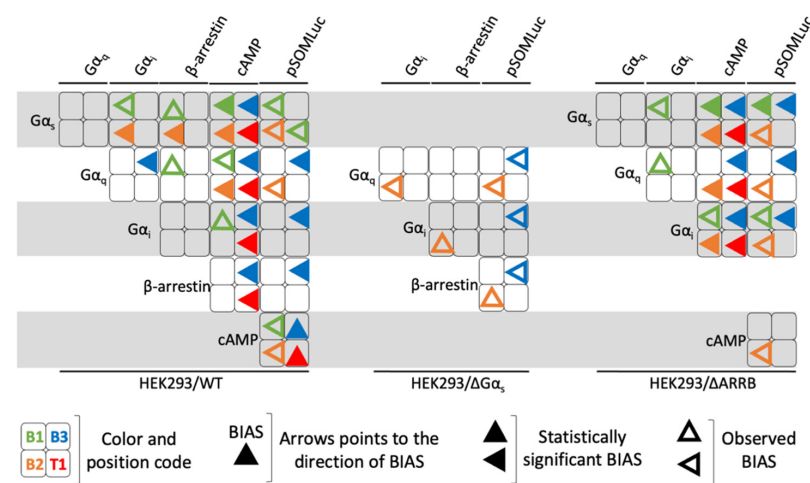 Gαq Gαi β-arrestin cAMP pSOMLuc
Gαi β-arrestin pSOMLuc
Gαq Gαi cAMP pSOMLuc
Gαs
Gαs
Gαq
Gαq
Gαq
Gαi
Gαi
Gαi
β-arrestin
β-arrestin
cAMP
cAMP
HEK293/WT
HEK293/ΔGαs
HEK293/ΔARRB
B1 B3
B2 T1
Color and
position code
BIAS
Arrows points to the
direction of BIAS
Statistically
significant BIAS
Observed
BIAS